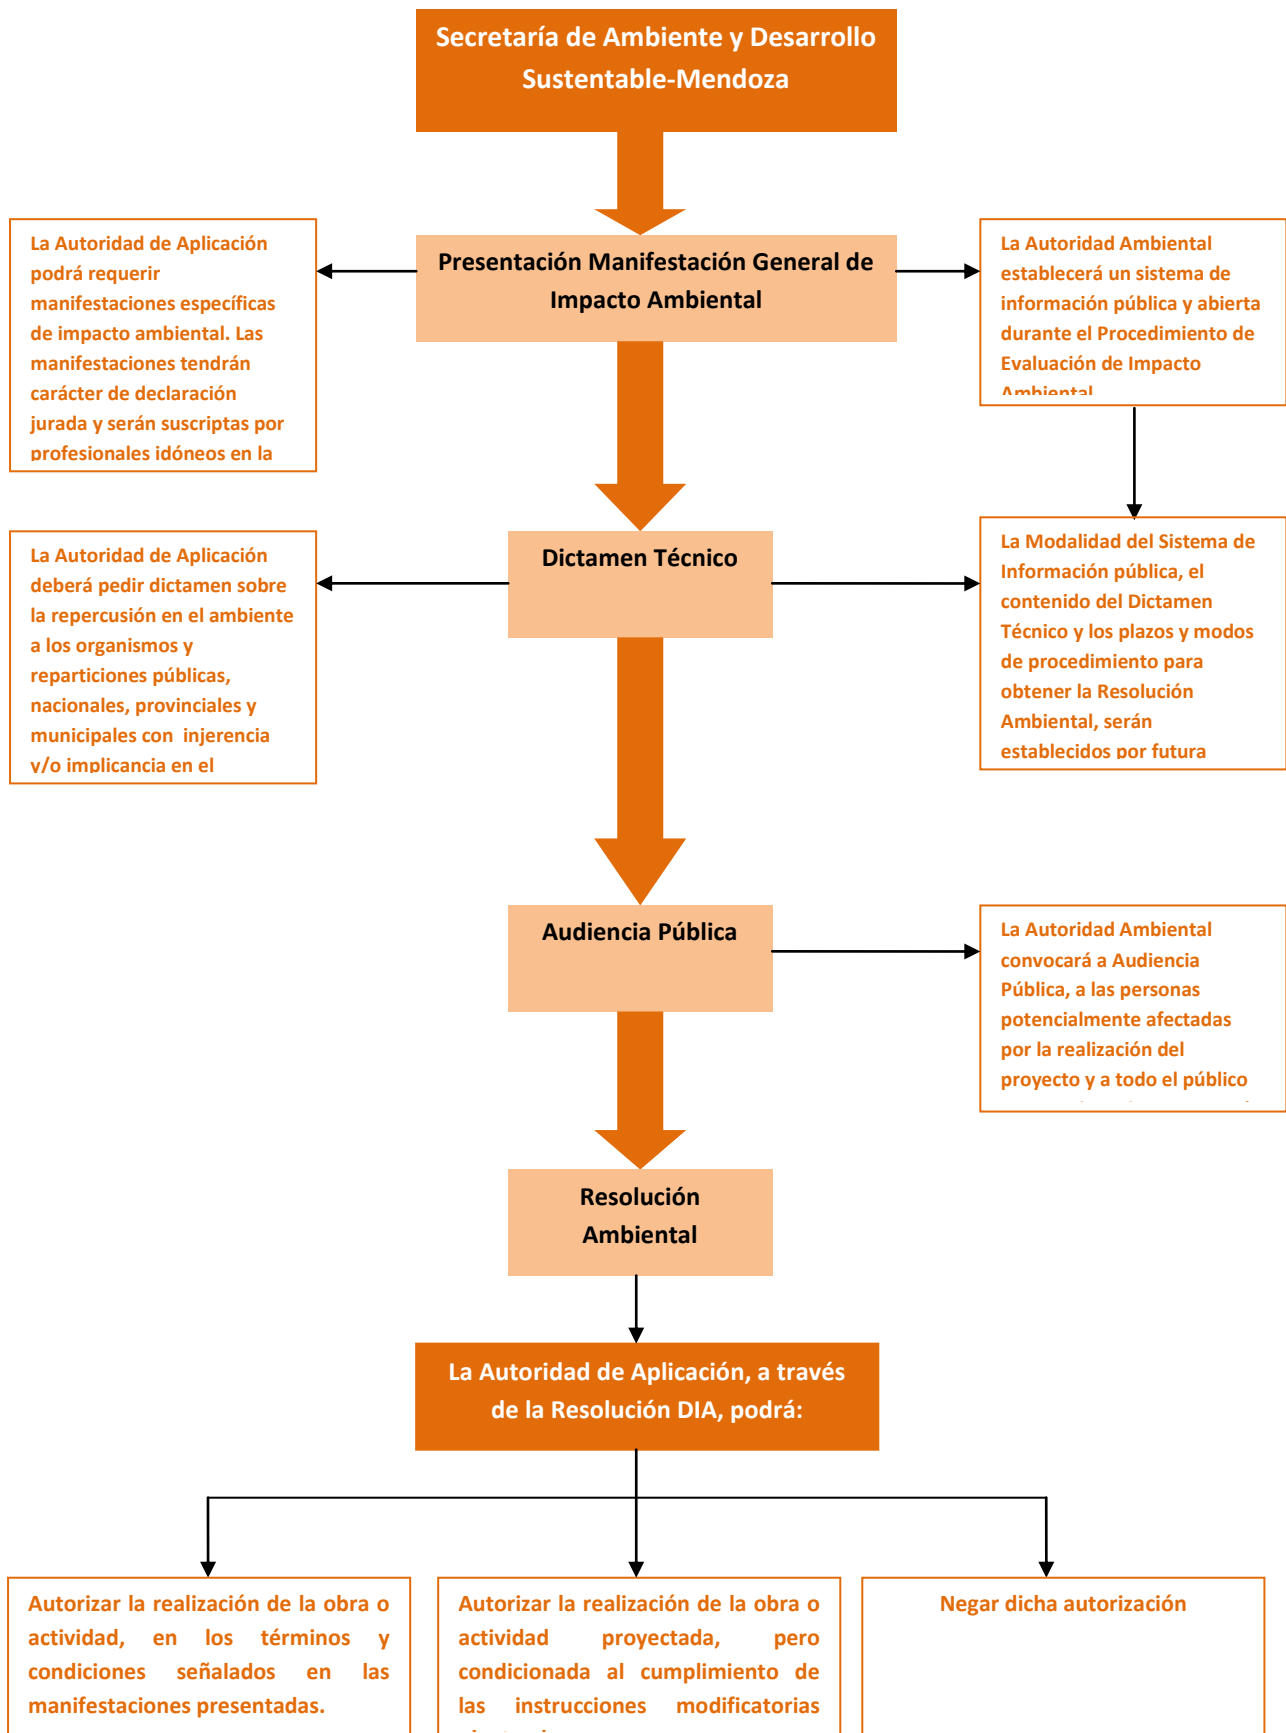 Secretaría de Ambiente y Desarrollo
Sustentable-Mendoza
Presentación Manifestación General de
Impacto Ambiental
La Autoridad de Aplicación
podrá requerir
manifestaciones específicas
de impacto ambiental. Las
manifestaciones tendrán
carácter de declaración
jurada y serán suscriptas por
profesionales idóneos en la
La Autoridad Ambiental
establecerá un sistema de
información pública y abierta
durante el Procedimiento de
Evaluación de Impacto
Ambiental
Dictamen Técnico
La Autoridad de Aplicación
deberá pedir dictamen sobre
la repercusión en el ambiente
a los organismos y
reparticiones públicas,
nacionales, provinciales y
municipales con injerencia
y/o implicancia en el
La Modalidad del Sistema de
Información pública, el
contenido del Dictamen
Técnico y los plazos y modos
de procedimiento para
obtener la Resolución
Ambiental, serán
establecidos por futura
Audiencia Pública
La Autoridad Ambiental
convocará a Audiencia
Pública, a las personas
potencialmente afectadas
por la realización del
proyecto y a todo el público
Resolución
Ambiental
La Autoridad de Aplicación, a través
de la Resolución DIA, podrá:
Autorizar la realización de la obra o
actividad, en los términos y
condiciones señalados en las
manifestaciones presentadas.
Autorizar la realización de la obra o
actividad proyectada, pero
condicionada al cumplimiento de
las instrucciones modificatorias
Negar dicha autorización